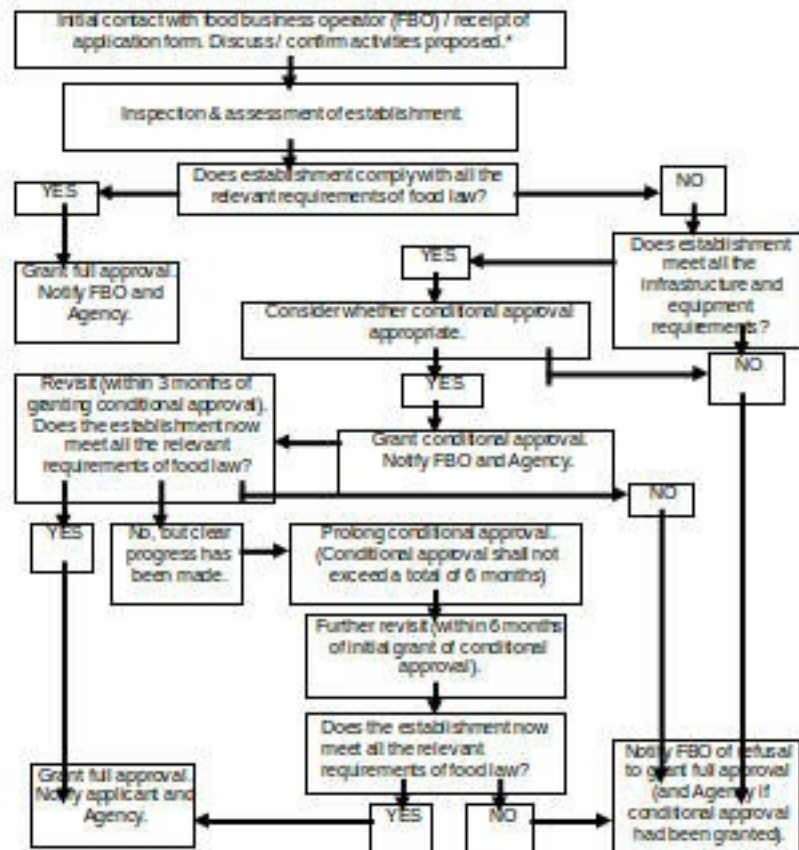 Initial contact with food business operator (FBO) / receipt of
application form. Discuss / confirm activities proposed.*
Inspection & assessment of establishment.
Does establishment comply with all the
relevant requirements of food law?
YES
NO
Grant full approval.
Notify FBO and
Agency.
Does establishment
meet all the
infrastructure and
equipment
requirements?
YES
Consider whether conditional approval
appropriate.
NO
YES
Revisit (within 3 months of
granting conditional approval).
Does the establishment now
meet all the relevant
requirements of food law?
Grant conditional approval.
Notify FBO and Agency.
NO
YES
No, but clear
progress has
been made.
Prolong conditional approval.
(Conditional approval shall not
exceed a total of 6 months)
Further revisit (within 6 months
of initial grant of conditional
approval).
Does the establishment now
meet all the relevant
requirements of food law?
Grant full approval.
Notify applicant and
Agency.
YES
NO
Notify FBO of refusal
to grant full approval
(and Agency if
conditional approval
had been granted).